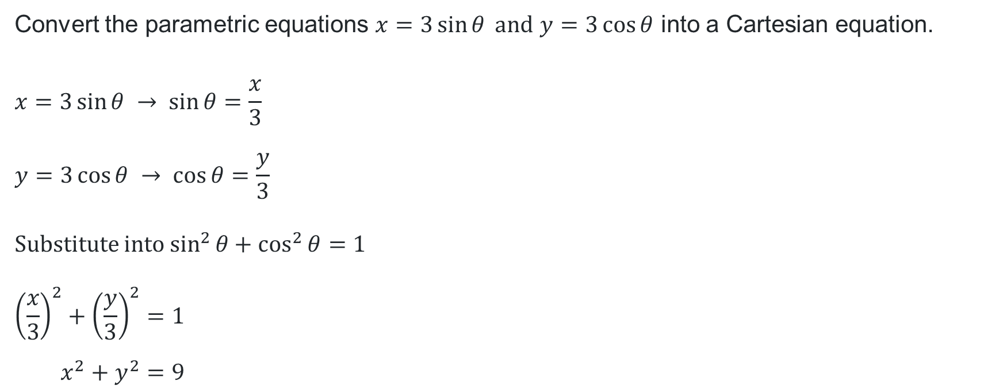 Convert the parametric equations x = 3 sin θ and y = 3 cos θ into a Cartesian equation.
x = 3 sin θ → sin θ = x/3
y = 3 cos θ → cos θ = y/3
Substitute into sin² θ + cos² θ = 1
(x/3)² + (y/3)² = 1
x² + y² = 9